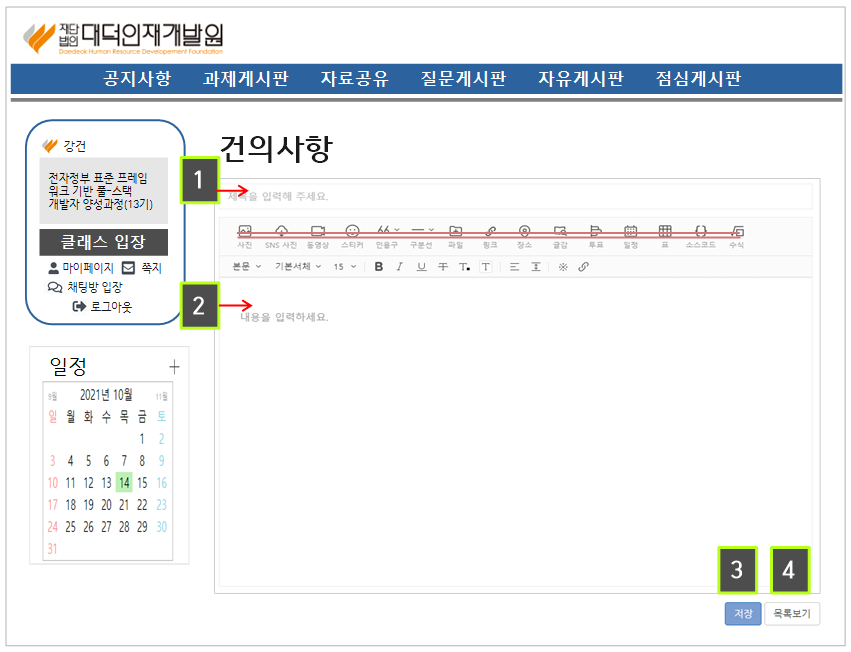 재단법인 대덕인재개발원
Daedeok Human Resource Developement Foundation
공지사항 과제게시판 자료공유 질문게시판 자유게시판 점심게시판
강건
전자정부 표준 프레임
워크 기반 풀-스택
개발자 양성과정(13기)
클래스 입장
마이페이지 쪽지
채팅방 입장
로그아웃
일정 +
9월 2021년 10월 11월
일 월 화 수 목 금 토
1 2
3 4 5 6 7 8 9
10 11 12 13 14 15 16
17 18 19 20 21 22 23
24 25 26 27 28 29 30
31
건의사항
1
제목을 입력해 주세요.
사진 SNS 사진 동영상 스티커 인용구 구분선 파일 링크 장소 글감 투표 일정 표 소스코드 수식
본문 기본서체 15 B I U T T. T
2
내용을 입력하세요.
3 4
저장 목록보기